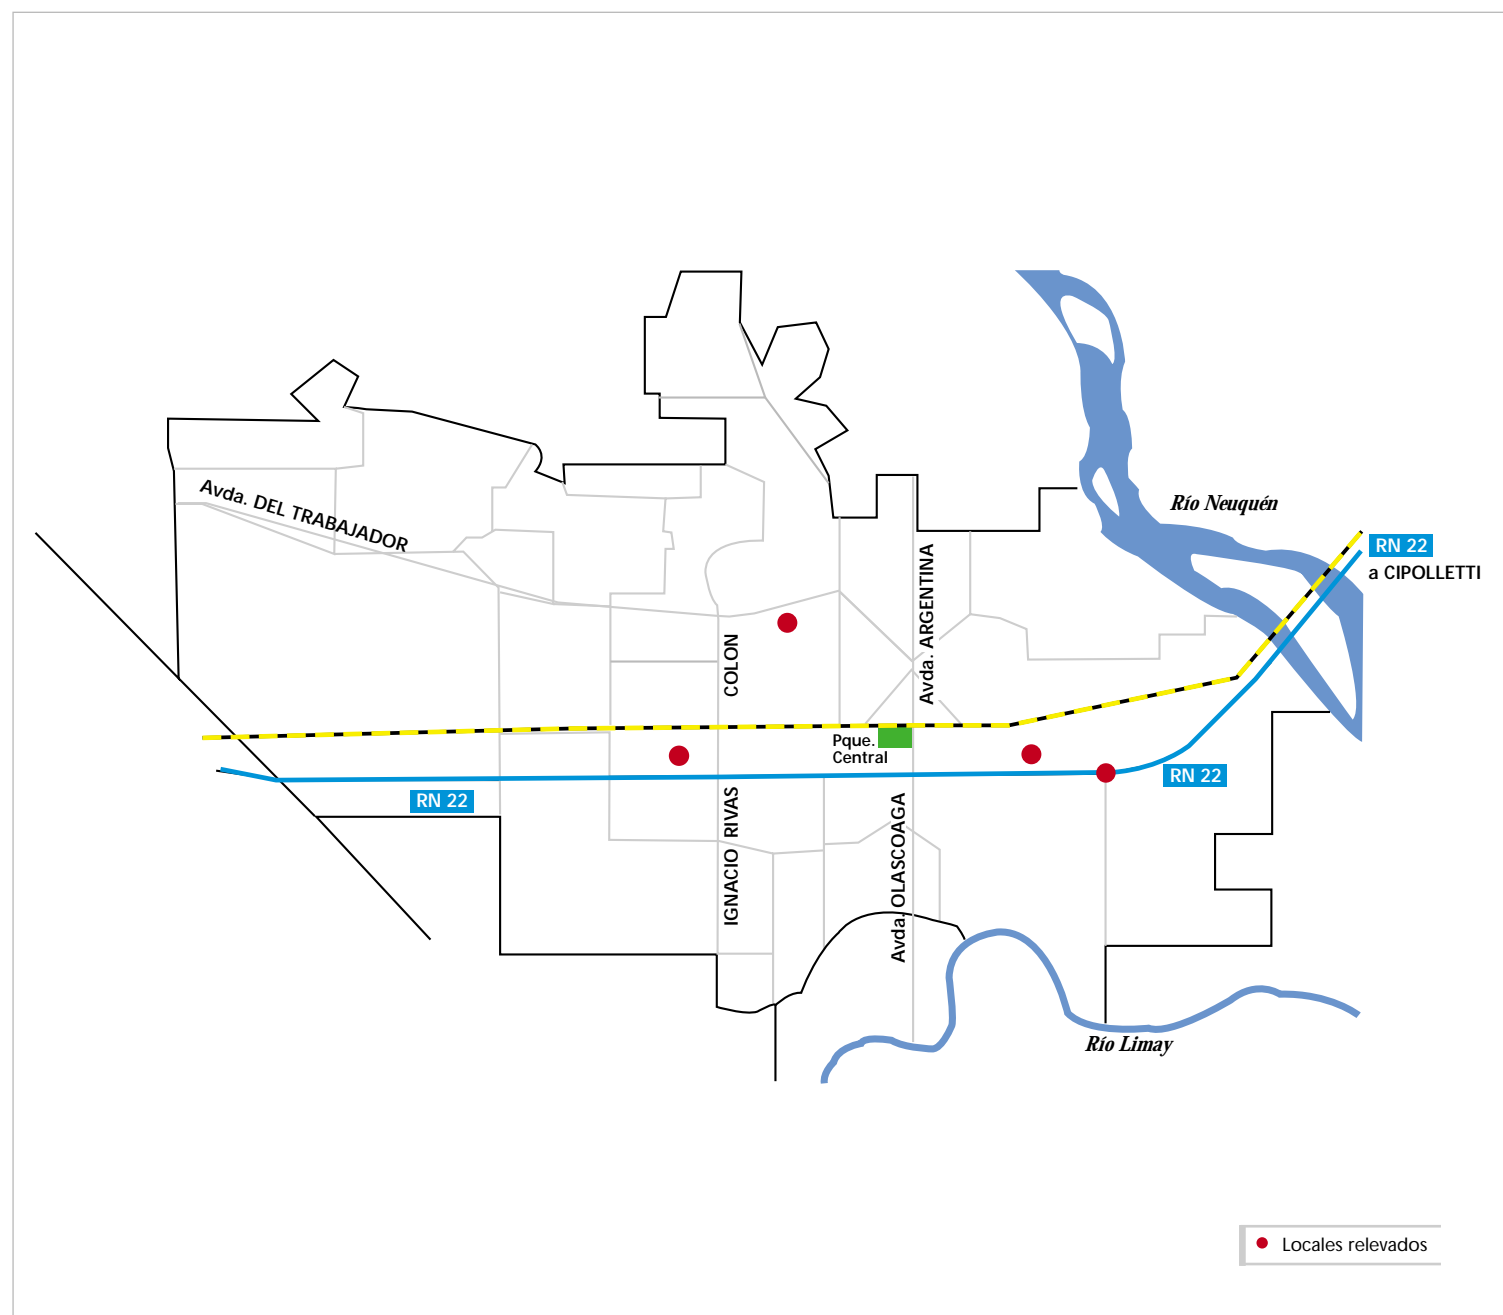 Avda. DEL TRABAJADOR
Río Neuquén
RN 22
a CIPOLLETTI
Avda. ARGENTINA
COLON
Pque.
Central
RN 22
RN 22
IGNACIO RIVAS
Avda. OLASCOAGA
Río Limay
Locales relevados